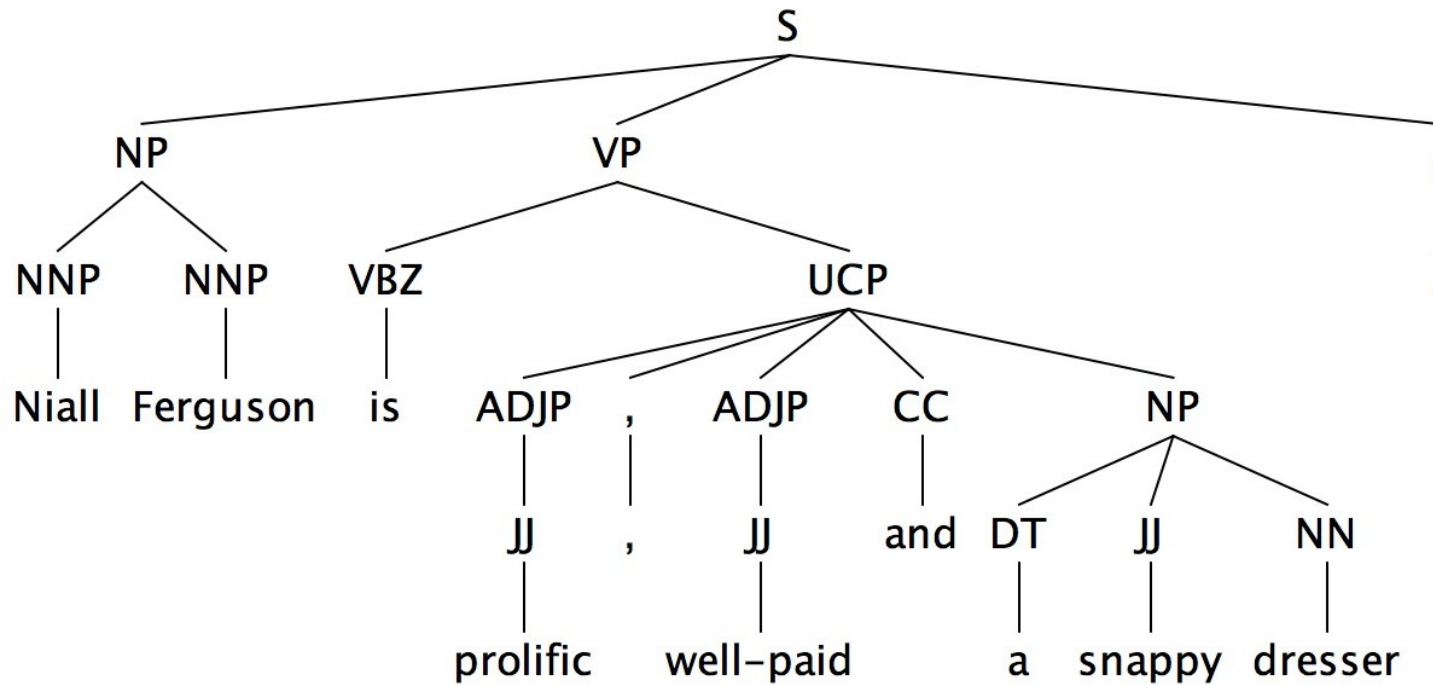 S
NP VP
NNP NNP VBZ UCP
Niall Ferguson is ADJP , ADJP CC NP
JJ , JJ and DT JJ NN
prolific well-paid a snappy dresser